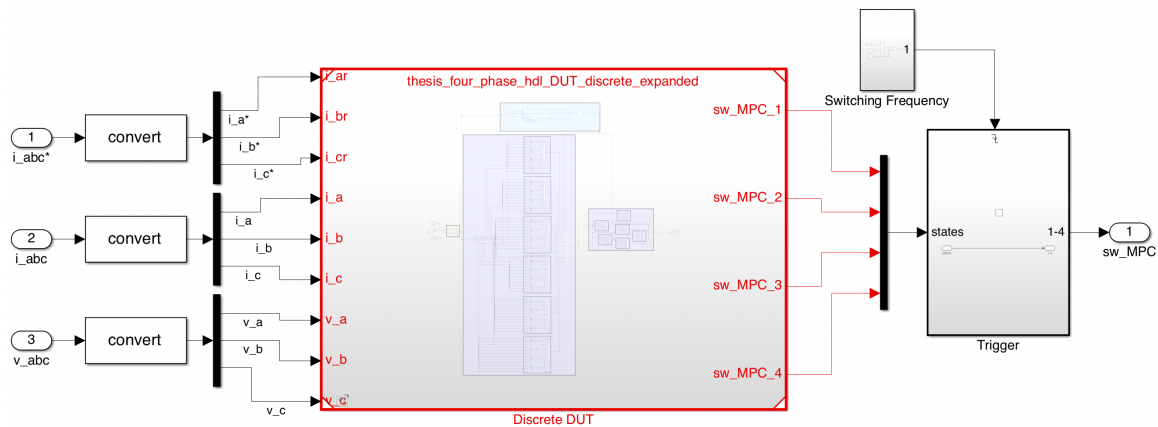 1
i_abc*
convert
i_a*
i_b*
i_c*
2
i_abc
convert
i_a
i_b
i_c
3
v_abc
convert
v_a
v_b
v_c
thesis_four_phase_hdl_DUT_discrete_expanded
i_ar
i_br
i_cr
i_a
i_b
i_c
v_a
v_b
v_c
sw_MPC_1
sw_MPC_2
sw_MPC_3
sw_MPC_4
Discrete DUT
1
Switching Frequency
states
1-4
Trigger
1
sw_MPC